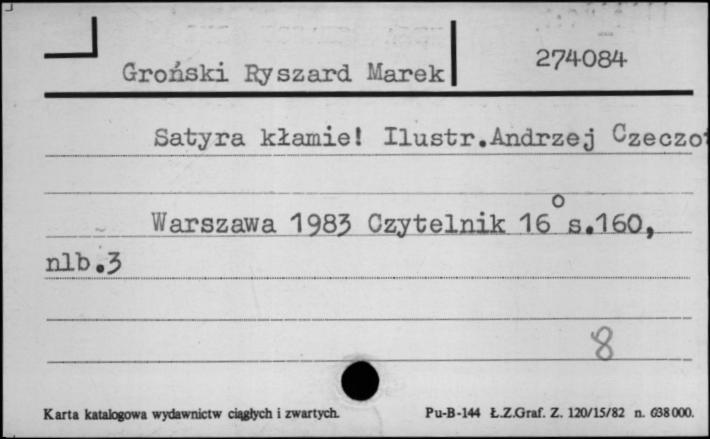 274084
Groński Ryszard Marek
Satyra kłamie! Ilustr.Andrzej Czeczo
Warszawa 1983 Czytelnik 16° s.160,
nlb.3
8
Karta katalogowa wydawnictw ciągłych i zwartych. Pu-B-144 Ł.Z.Graf. Z. 120/15/82 n. 638000.